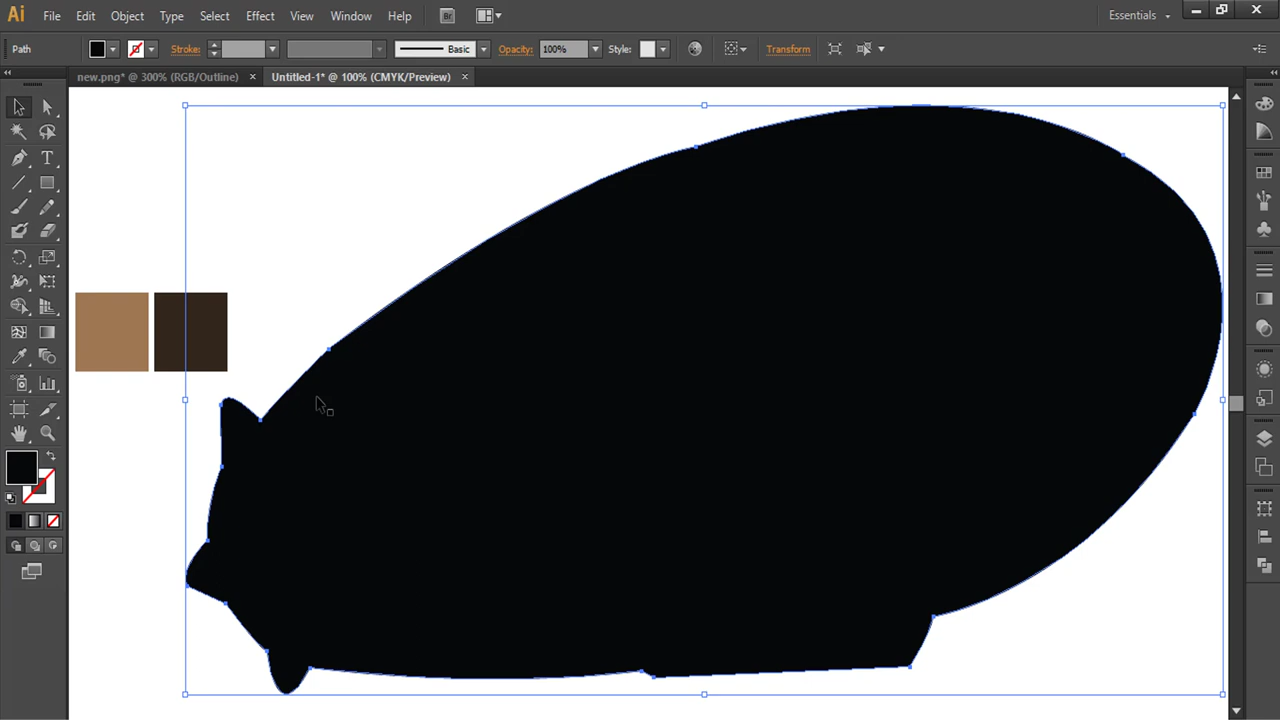 Ai File Edit Object Type Select Effect View Window Help Br Essentials
Path Stroke: Basic Opacity: 100% Style: Transform
new.png* @ 300% (RGB/Outline) × Untitled-1* @ 100% (CMYK/Preview) ×
T